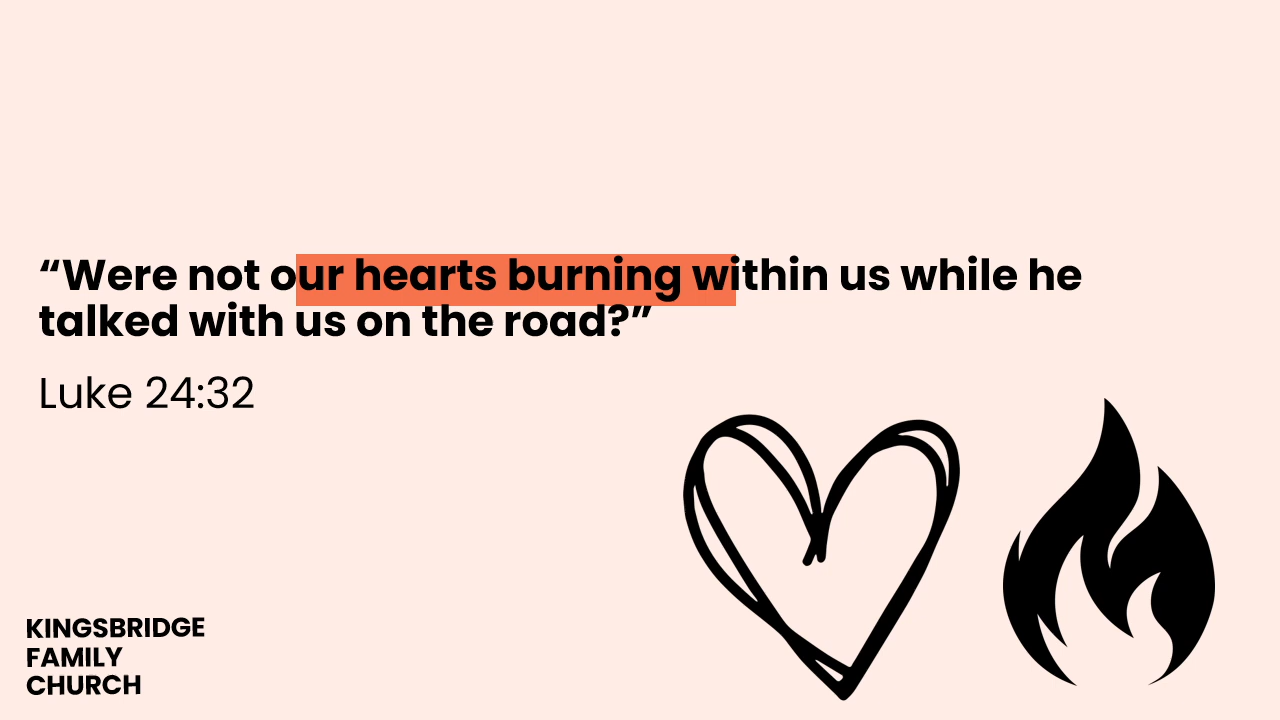 “Were not our hearts burning within us while he
talked with us on the road?”
Luke 24:32
KINGSBRIDGE
FAMILY
CHURCH